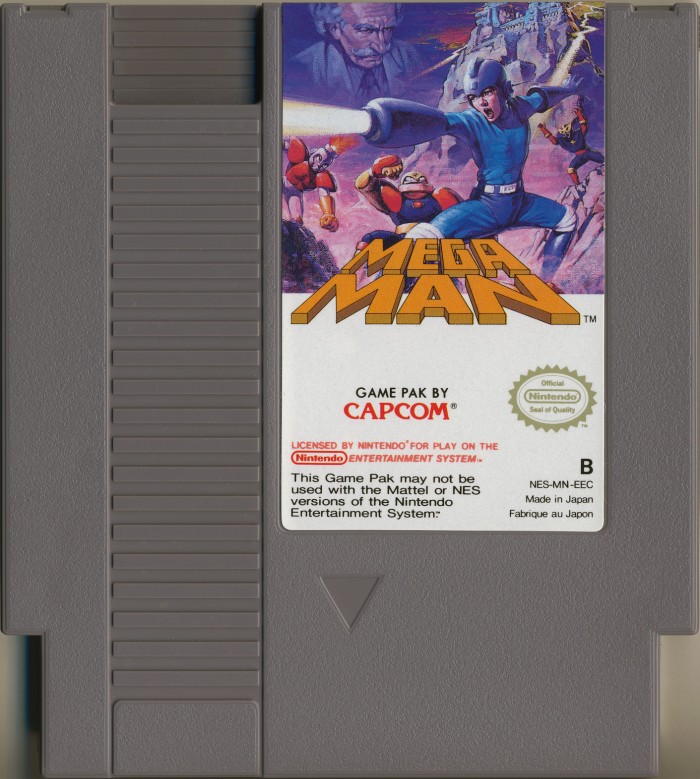 MEGA
MAN TM
GAME PAK BY
CAPCOM®
Official
Nintendo
Seal of Quality
TM
LICENSED BY NINTENDO® FOR PLAY ON THE
Nintendo ENTERTAINMENT SYSTEM™
This Game Pak may not be
used with the Mattel or NES
versions of the Nintendo
Entertainment System™.
B
NES-MN-EEC
Made in Japan
Fabrique au Japon